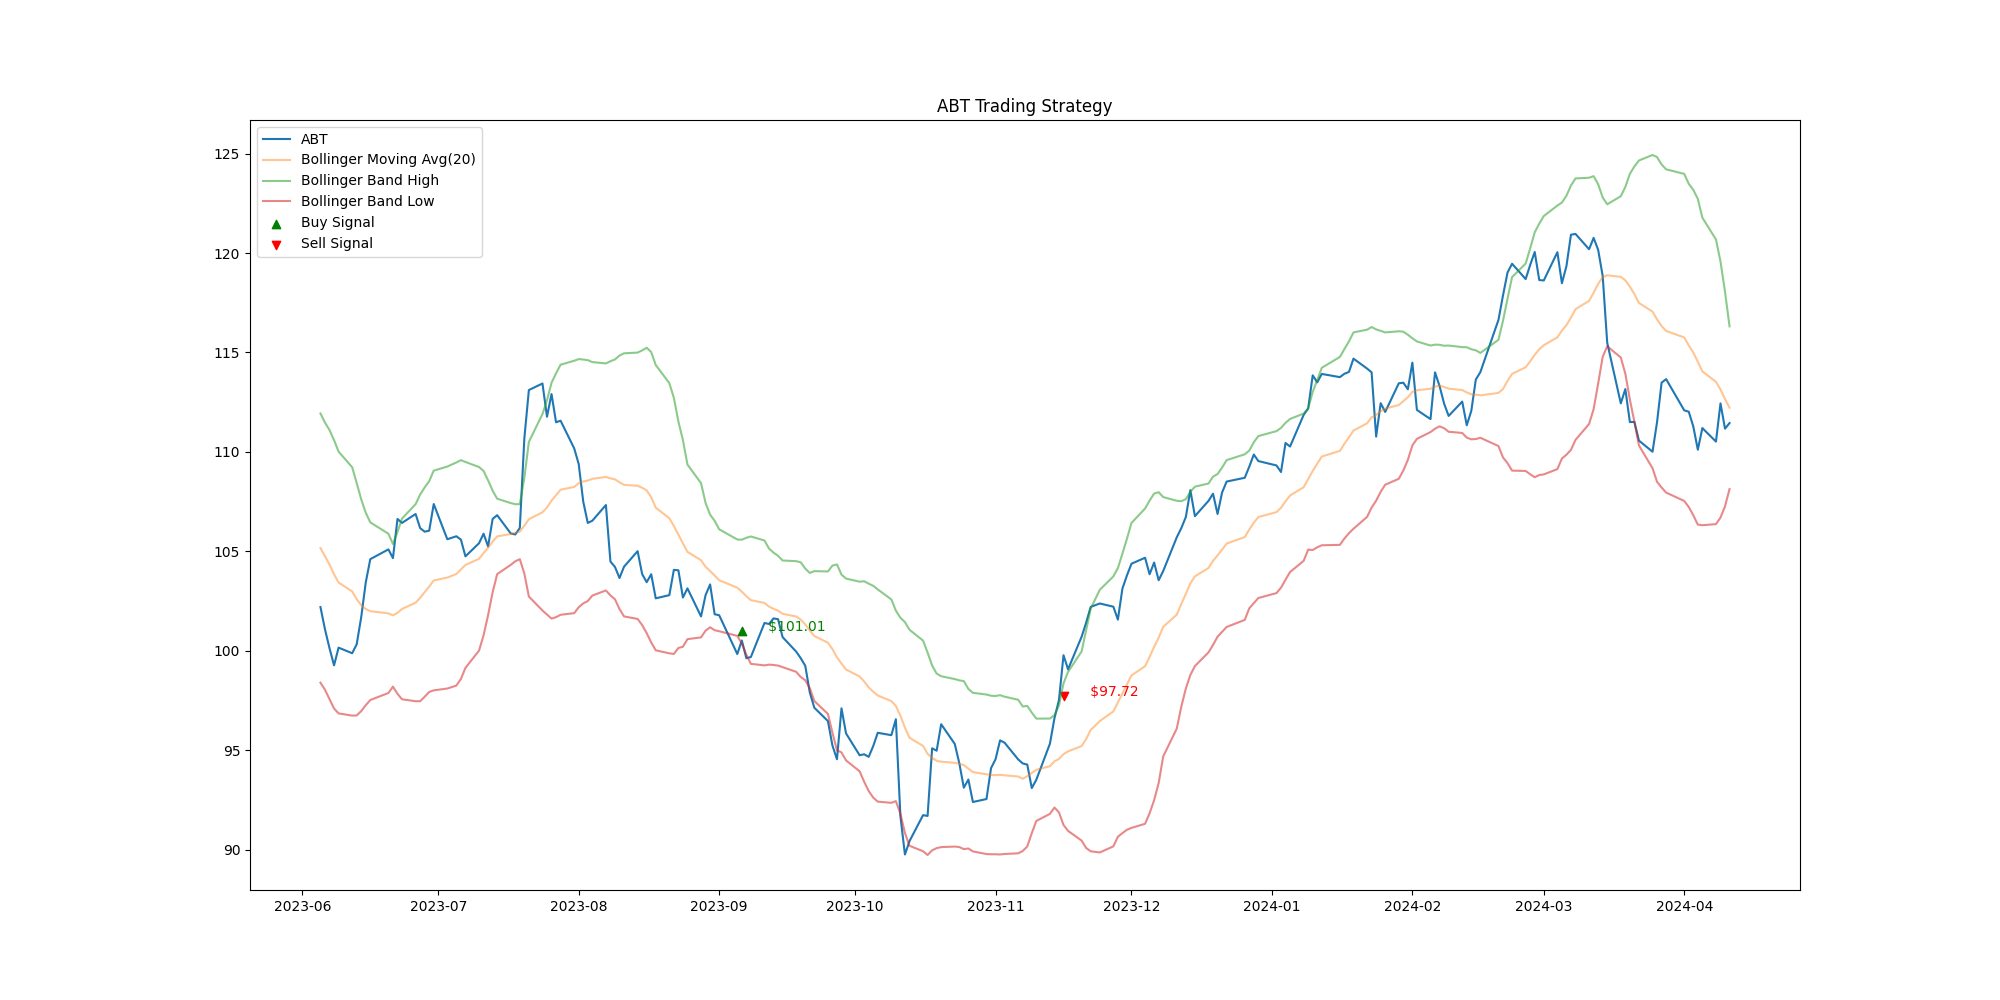 ABT Trading Strategy
ABT
Bollinger Moving Avg(20)
Bollinger Band High
Bollinger Band Low
Buy Signal
Sell Signal
125
120
115
110
105
100
95
90
$101.01
$97.72
2023-06 2023-07 2023-08 2023-09 2023-10 2023-11 2023-12 2024-01 2024-02 2024-03 2024-04